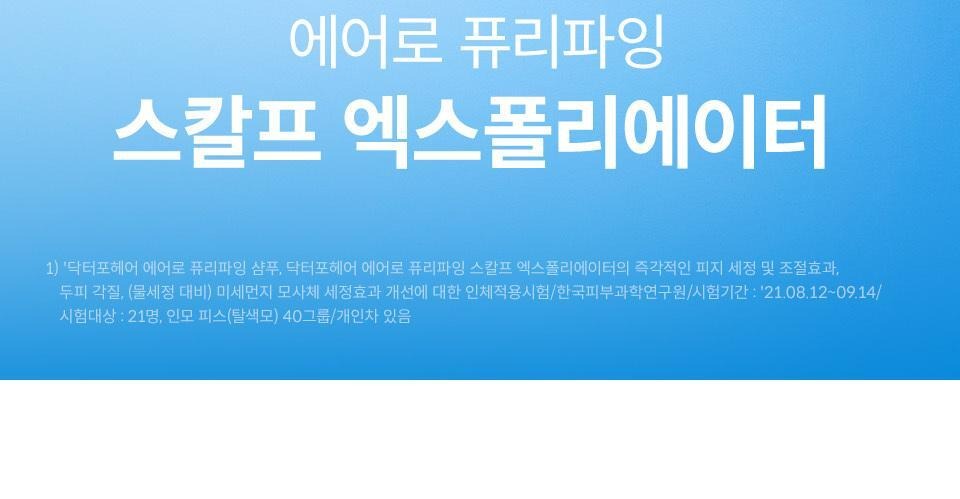 에어로 퓨리파잉
스칼프 엑스폴리에이터
1) '닥터포헤어 에어로 퓨리파잉 샴푸, 닥터포헤어 에어로 퓨리파잉 스칼프 엑스폴리에이터의 즉각적인 피지 세정 및 조절효과,
두피 각질, (물세정 대비) 미세먼지 모사체 세정효과 개선에 대한 인체적용시험/한국피부과학연구원/시험기간 : '21.08.12~09.14/
시험대상 : 21명, 인모 피스(탈색모) 40그룹/개인차 있음